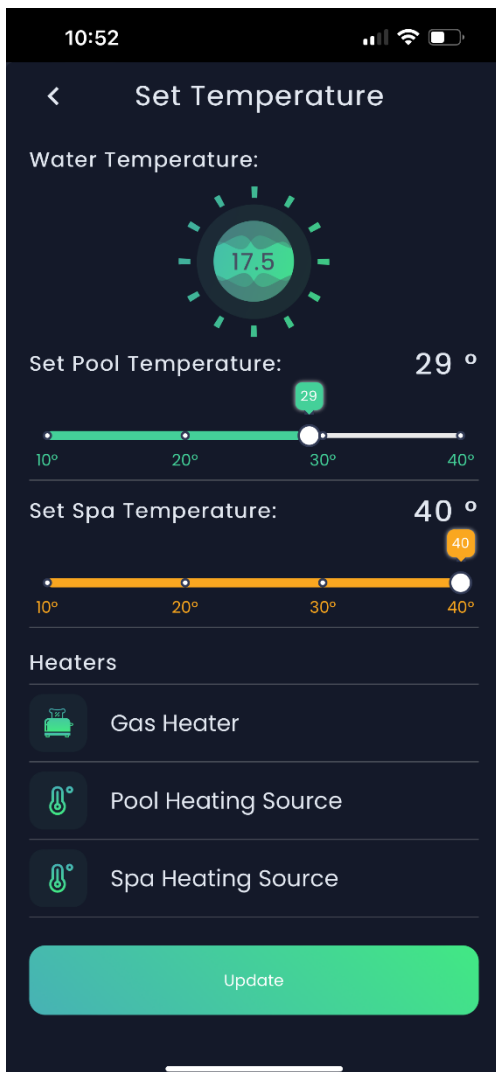 10:52
Set Temperature
Water Temperature:
17.5
Set Pool Temperature: 29 °
29
10° 20° 30° 40°
Set Spa Temperature: 40 °
40
10° 20° 30° 40°
Heaters
Gas Heater
Pool Heating Source
Spa Heating Source
Update